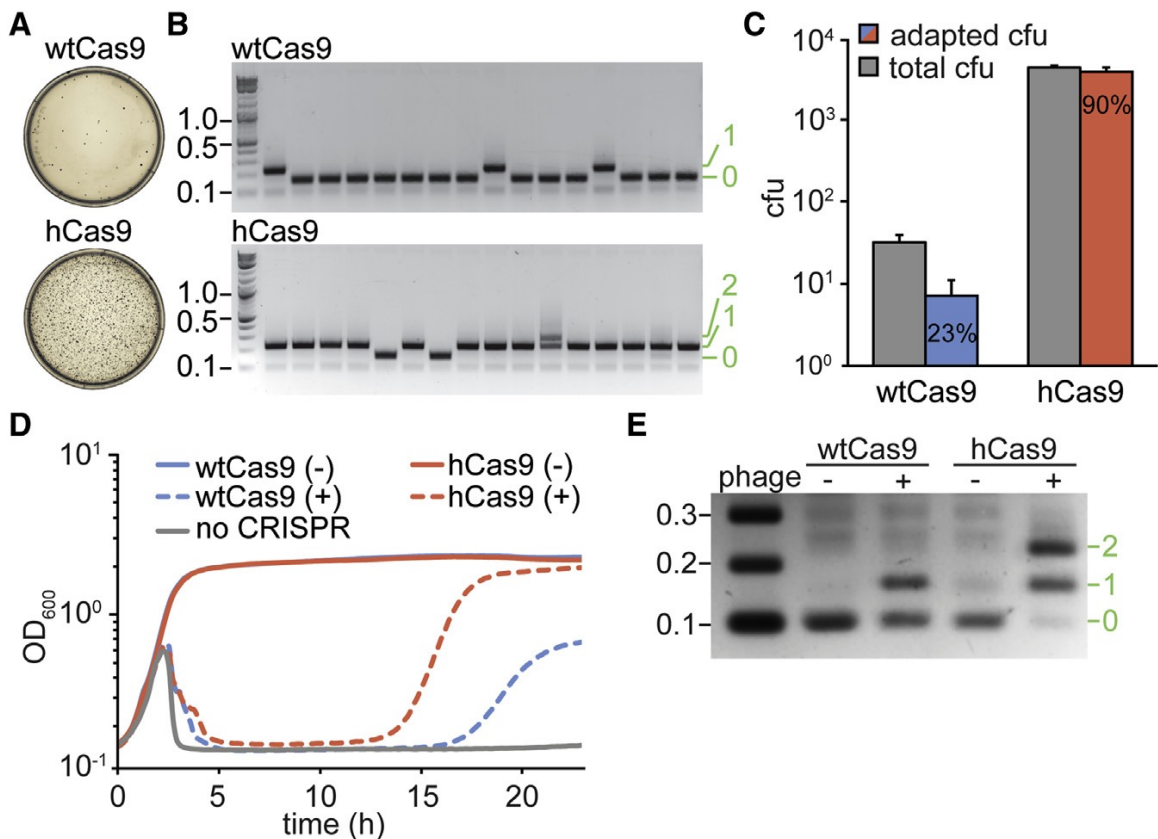 A
wtCas9
hCas9
B
wtCas9
1.0
0.5
0.1
1
0
hCas9
1.0
0.5
0.1
2
1
0
C
adapted cfu
total cfu
cfu
10⁴
10³
10²
10¹
10⁰
23%
90%
wtCas9
hCas9
D
wtCas9 (-)
hCas9 (-)
wtCas9 (+)
hCas9 (+)
no CRISPR
OD₆₀₀
10¹
10⁰
10⁻¹
0
5
10
15
20
time (h)
E
wtCas9
hCas9
phage
-
+
-
+
0.3
0.2
0.1
2
1
0